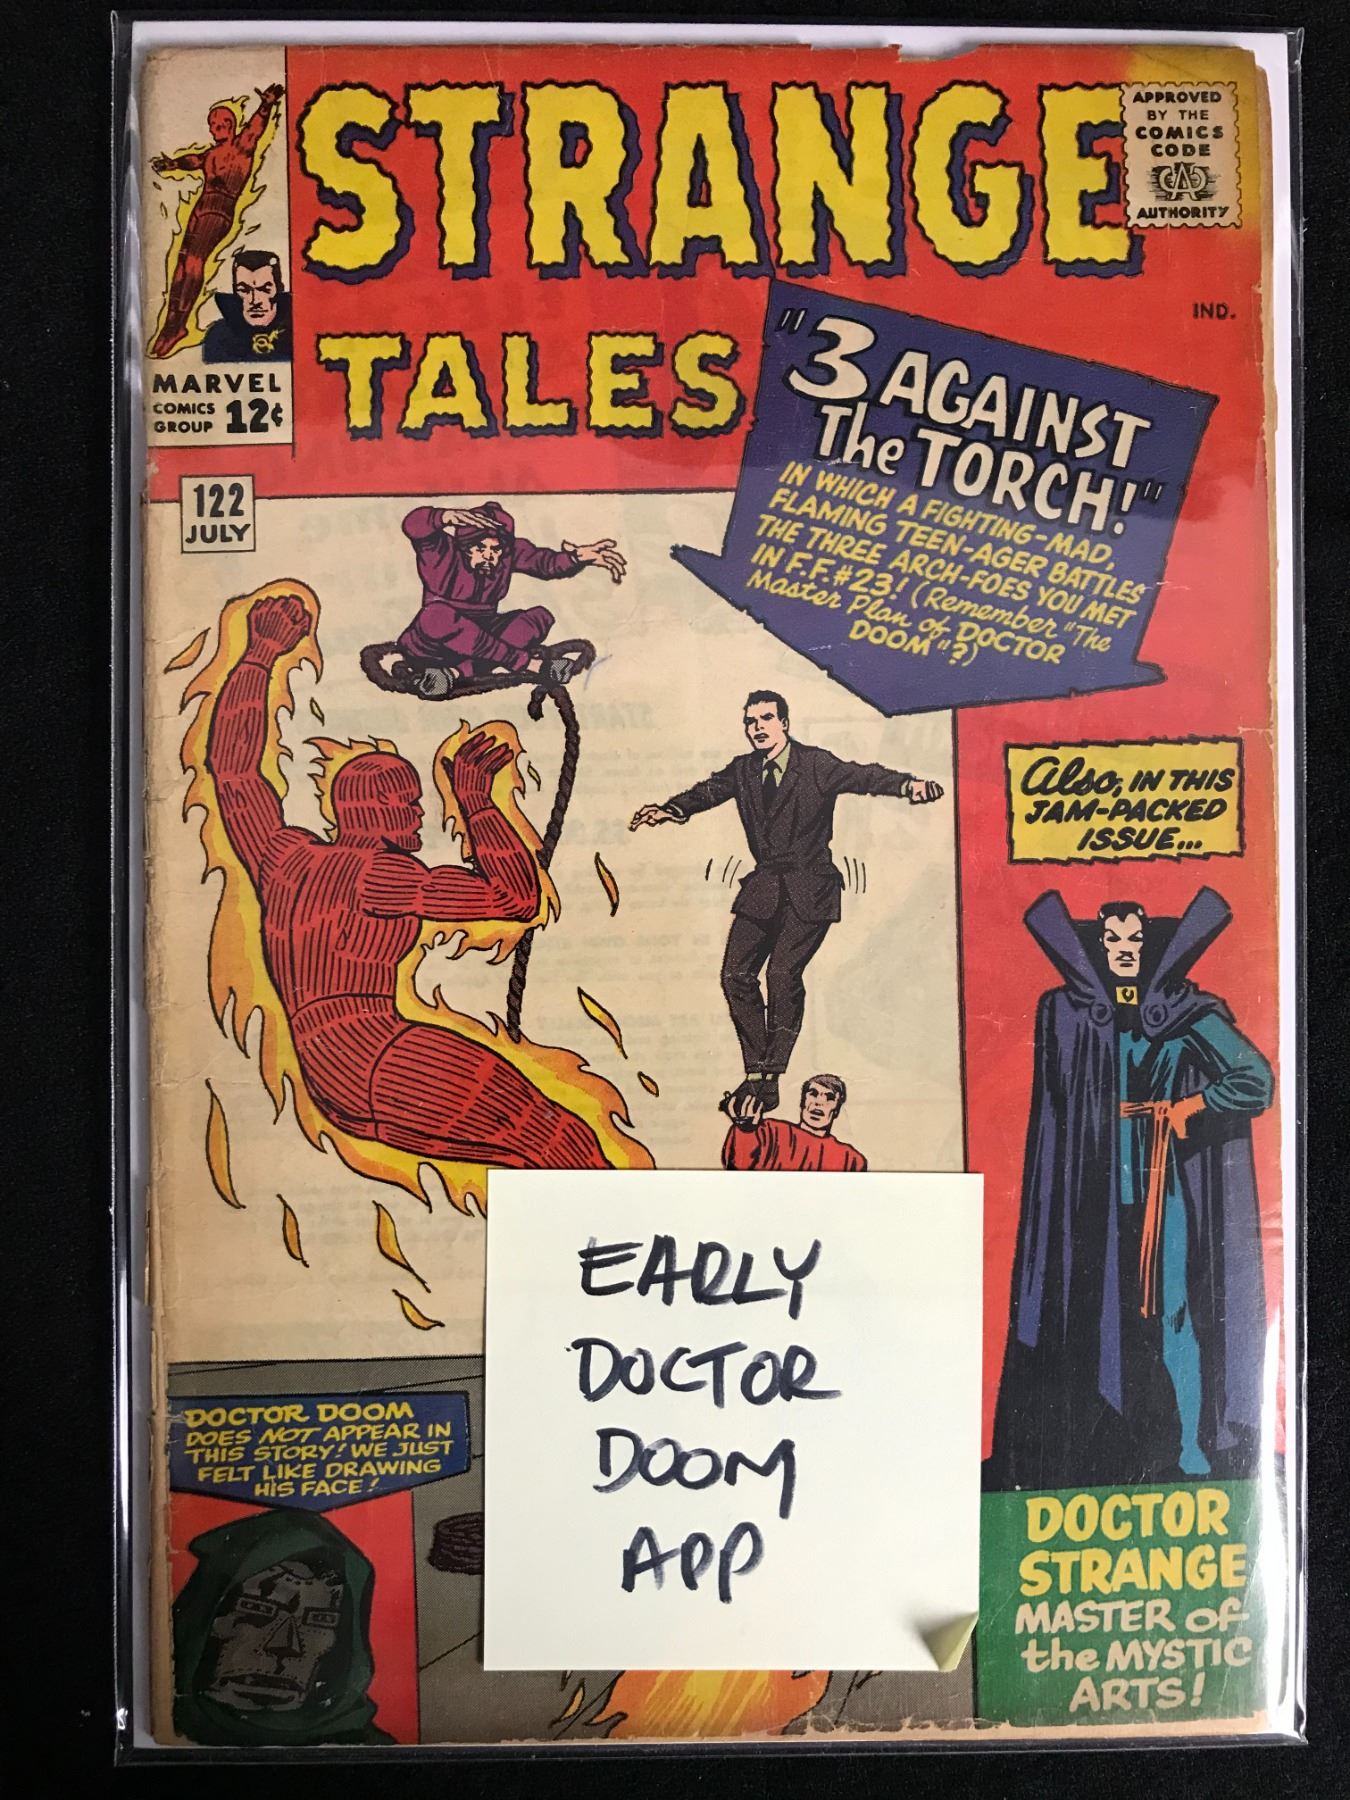 STRANGE
TALES
APPROVED
BY THE
COMICS
CODE
CA
AUTHORITY
IND.
MARVEL
COMICS
GROUP
12¢
122
JULY
"3 AGAINST
The TORCH!"
IN WHICH A FIGHTING-MAD,
FLAMING TEEN-AGER BATTLES
THE THREE ARCH-FOES YOU MET
IN F.F. #23! (Remember "The
Master Plan of DOCTOR
DOOM"?)
Also, IN THIS
JAM-PACKED
ISSUE...
DOCTOR DOOM
DOES NOT APPEAR IN
THIS STORY! WE JUST
FELT LIKE DRAWING
HIS FACE!
EARLY
DOCTOR
DOOM
APP
DOCTOR
STRANGE
MASTER of
the MYSTIC
ARTS!